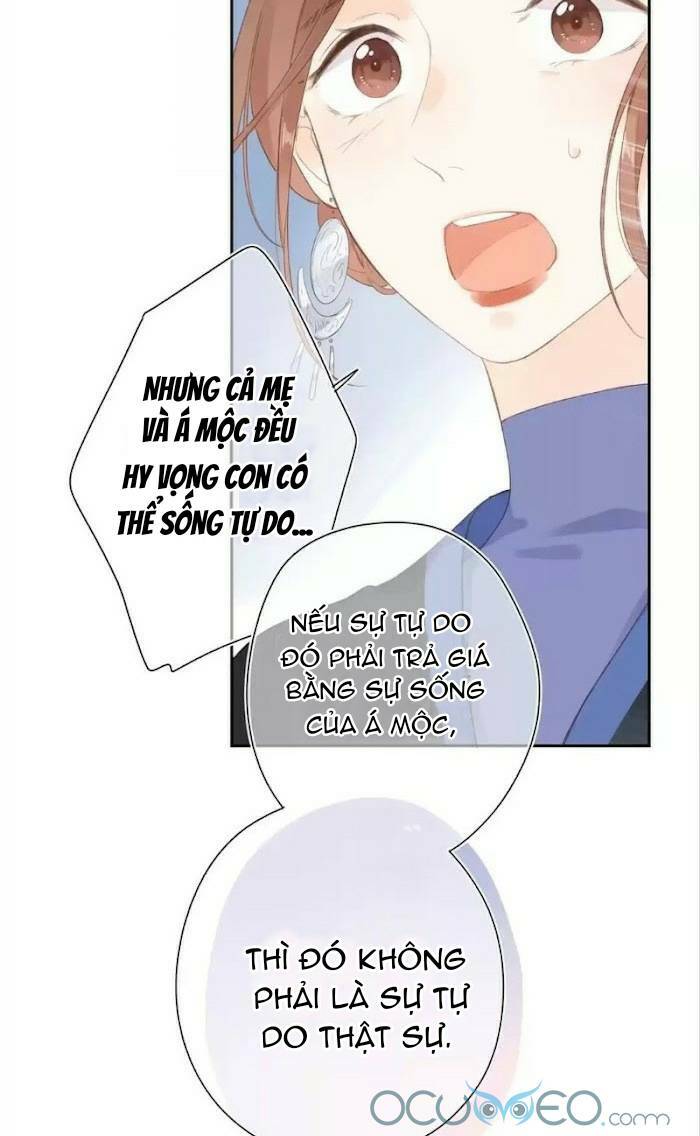 NHƯNG CẢ MẸ
VÀ Á MỘC ĐỀU
HY VỌNG CON CÓ
THỂ SỐNG TỰ DO...
NẾU SỰ TỰ DO
ĐÓ PHẢI TRẢ GIÁ
BẰNG SỰ SỐNG
CỦA Á MỘC,
THÌ ĐÓ KHÔNG
PHẢI LÀ SỰ TỰ
DO THẬT SỰ.
OCUMEO.com